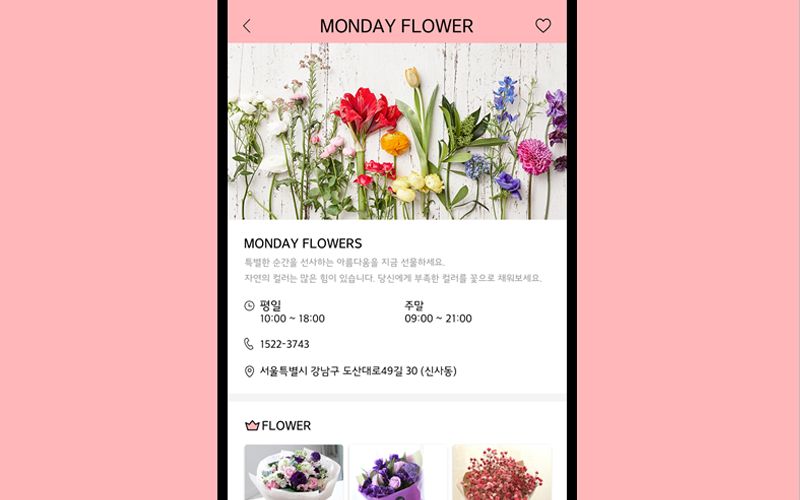 MONDAY FLOWER
MONDAY FLOWERS
특별한 순간을 선사하는 아름다움을 지금 선물하세요.
자연의 컬러는 많은 힘이 있습니다. 당신에게 부족한 컬러를 꽃으로 채워보세요.
평일 주말
10:00 ~ 18:00 09:00 ~ 21:00
1522-3743
서울특별시 강남구 도산대로49길 30 (신사동)
FLOWER